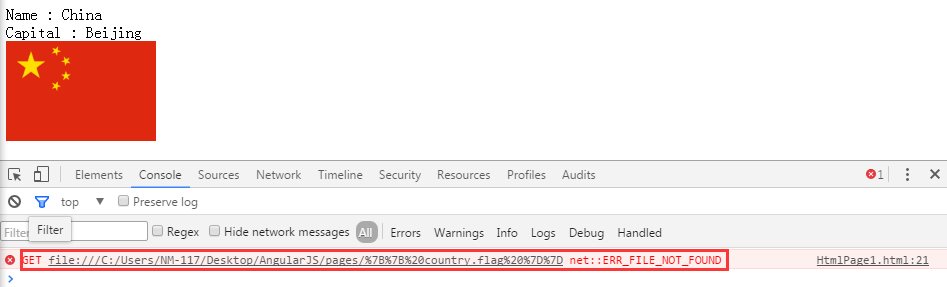 Name : China
Capital : Beijing
Elements Console Sources Network Timeline Security Resources Profiles Audits 1
top Preserve log
Filter Regex Hide network messages All Errors Warnings Info Logs Debug Handled
Filter
GET file:///C:/Users/NM-117/Desktop/AngularJS/pages/%7B%7B%20country.flag%20%7D%7D net::ERR_FILE_NOT_FOUND HtmlPage1.html:21